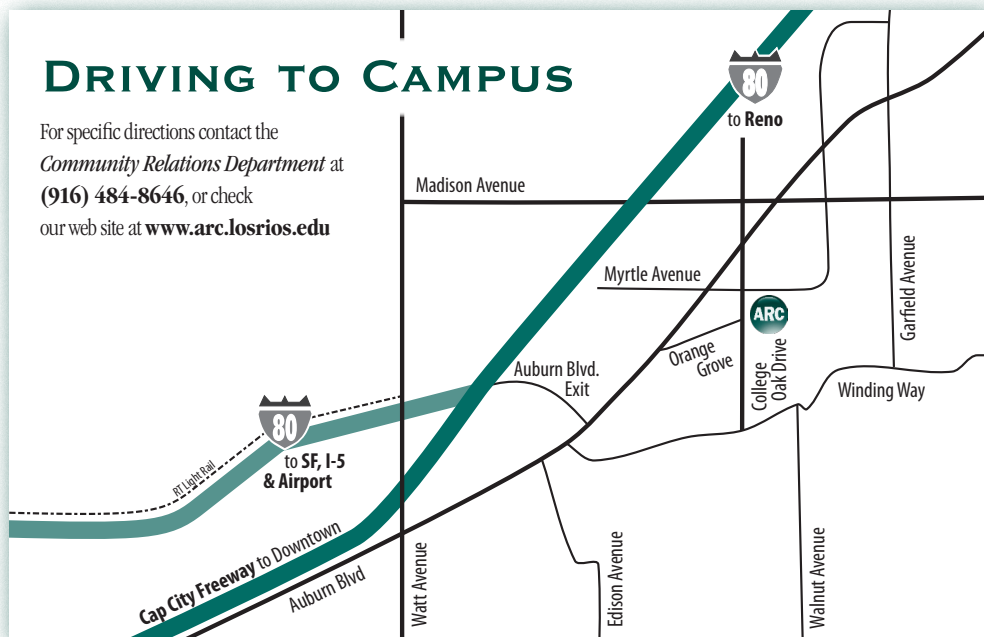 DRIVING TO CAMPUS
For specific directions contact the
Community Relations Department at
(916) 484-8646, or check
our web site at www.arc.losrios.edu
80
to Reno
Madison Avenue
Myrtle Avenue
Garfield Avenue
ARC
Orange
Grove
College
Oak Drive
Auburn Blvd.
Exit
Winding Way
80
to SF, I-5
& Airport
RT Light Rail
Cap City Freeway to Downtown
Auburn Blvd
Watt Avenue
Edison Avenue
Walnut Avenue